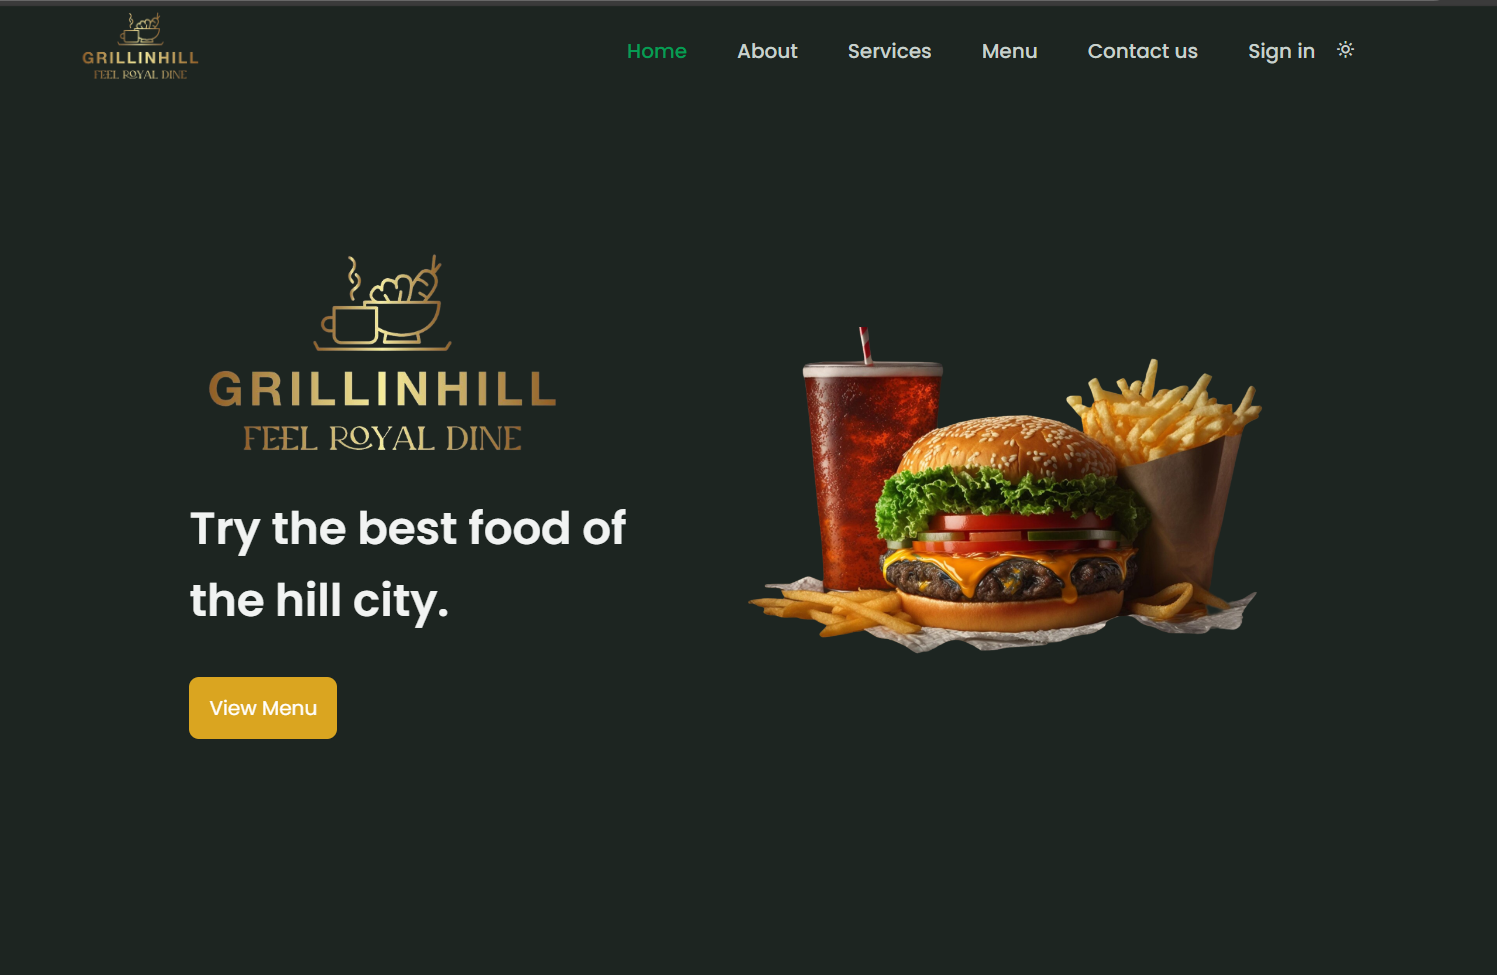 GRILLINHILL
FEEL ROYAL DINE
Home About Services Menu Contact us Sign in
GRILLINHILL
FEEL ROYAL DINE
Try the best food of
the hill city.
View Menu